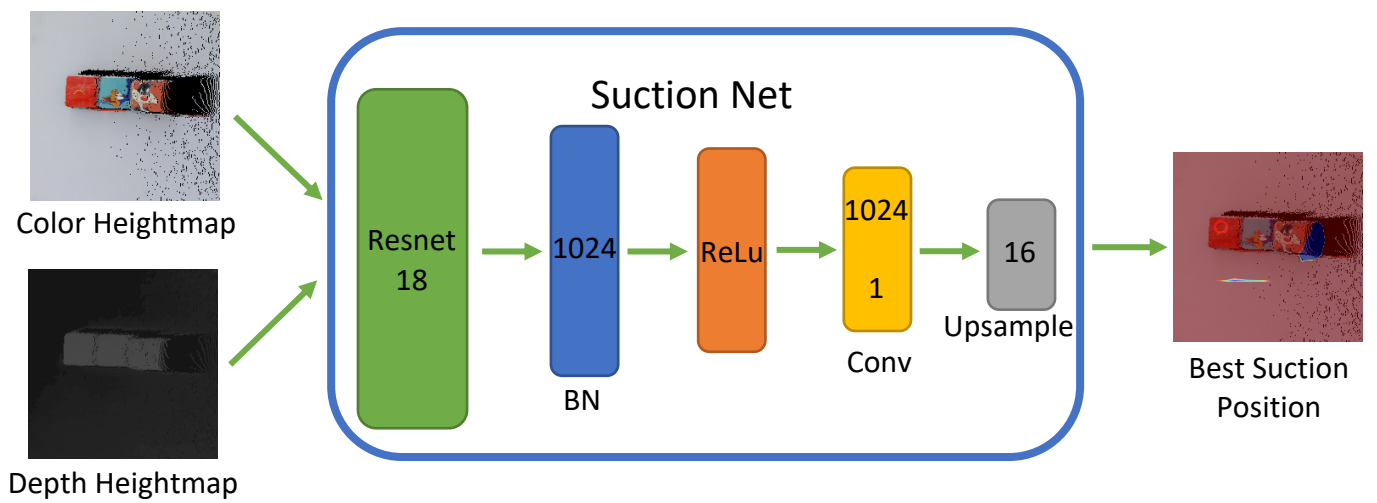 Color Heightmap
Depth Heightmap
Suction Net
Resnet
18
1024
BN
ReLu
1024
1
Conv
16
Upsample
Best Suction
Position